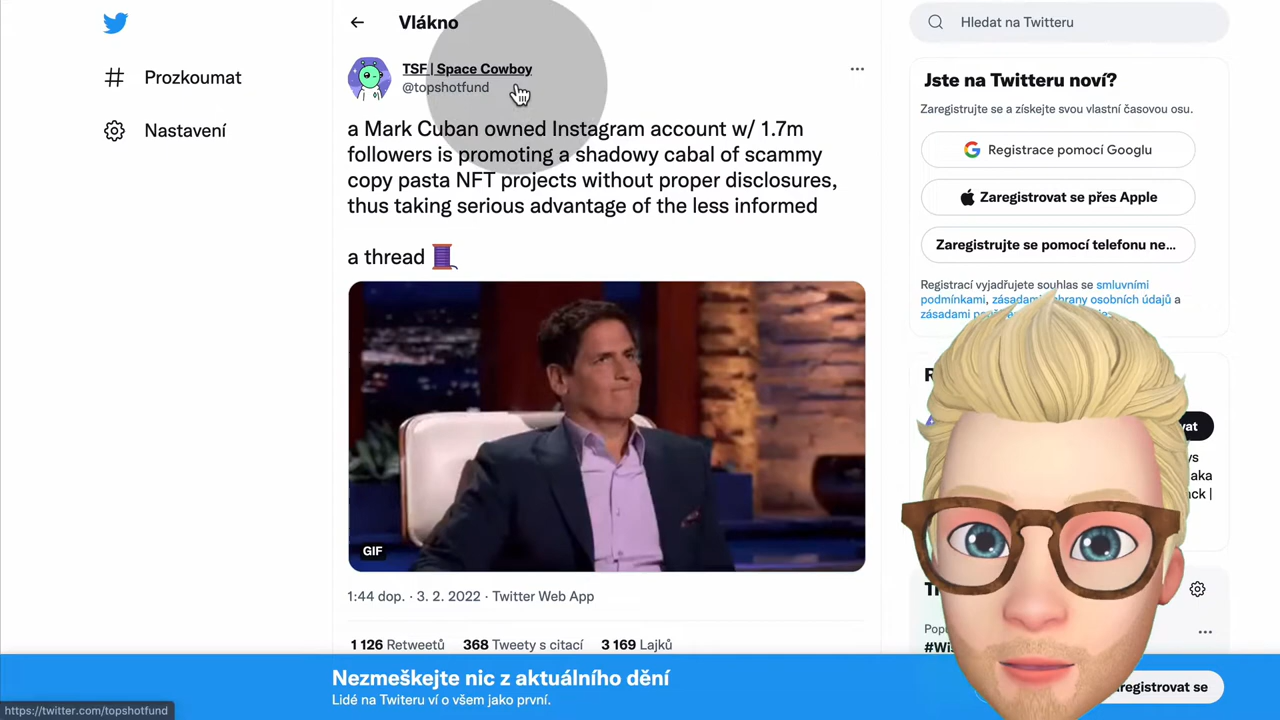 Vlákno
Hledat na Twitteru
Prozkoumat
Nastavení
TSF | Space Cowboy
@topshotfund
a Mark Cuban owned Instagram account w/ 1.7m
followers is promoting a shadowy cabal of scammy
copy pasta NFT projects without proper disclosures,
thus taking serious advantage of the less informed
a thread
GIF
1:44 dop. · 3. 2. 2022 · Twitter Web App
1 126 Retweetů 368 Tweety s citací 3 169 Lajků
Jste na Twitteru noví?
Zaregistrujte se a získejte svou vlastní časovou osu.
Registrace pomocí Googlu
Zaregistrovat se přes Apple
Zaregistrujte se pomocí telefonu ne...
Registrací vyjadřujete souhlas se smluvními
podmínkami, zásadami ochrany osobních údajů a
zásadami
Nezmeškejte nic z aktuálního dění
Lidé na Twiteru ví o všem jako první.
https://twitter.com/topshotfund